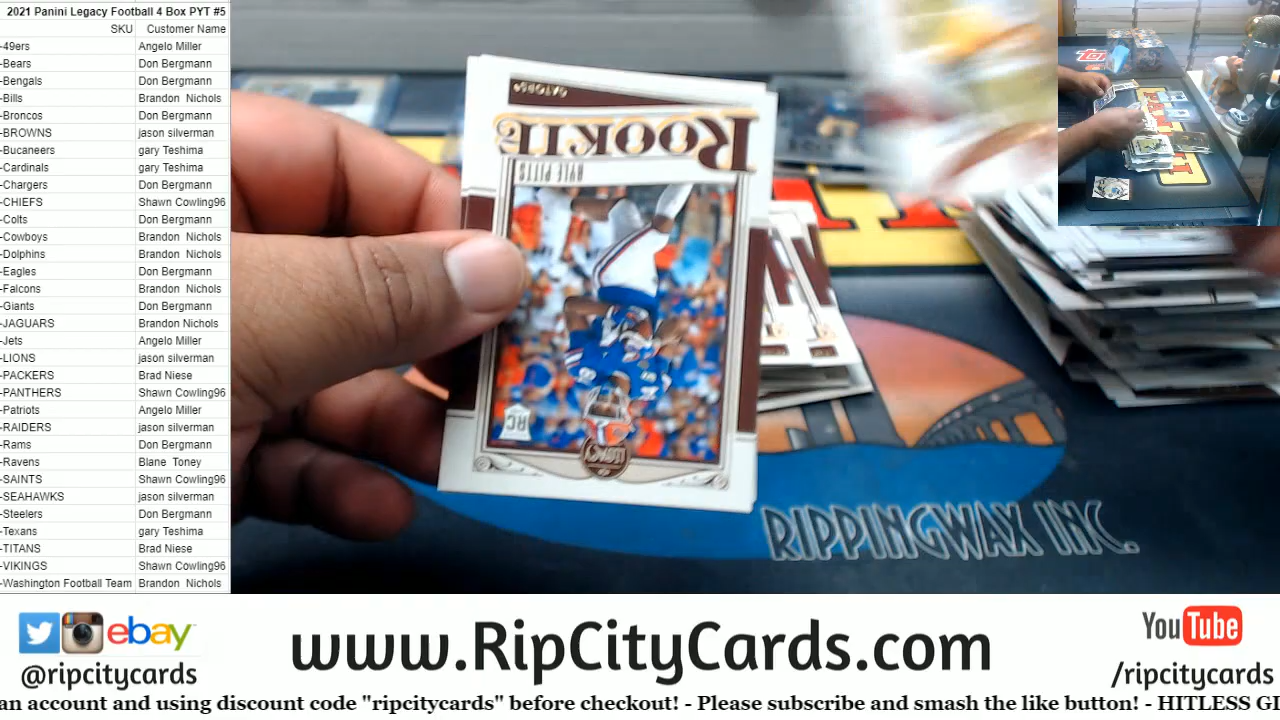 2021 Panini Legacy Football 4 Box PYT #5
SKU Customer Name
-49ers Angelo Miller
-Bears Don Bergmann
-Bengals Don Bergmann
-Bills Brandon Nichols
-Broncos Don Bergmann
-BROWNS jason silverman
-Bucaneers gary Teshima
-Cardinals gary Teshima
-Chargers Don Bergmann
-CHIEFS Shawn Cowling96
-Colts Don Bergmann
-Cowboys Brandon Nichols
-Dolphins Brandon Nichols
-Eagles Don Bergmann
-Falcons Brandon Nichols
-Giants Don Bergmann
-JAGUARS Brandon Nichols
-Jets Angelo Miller
-LIONS jason silverman
-PACKERS Brad Niese
-PANTHERS Shawn Cowling96
-Patriots Angelo Miller
-RAIDERS jason silverman
-Rams Don Bergmann
-Ravens Blane Toney
-SAINTS Shawn Cowling96
-SEAHAWKS jason silverman
-Steelers Don Bergmann
-Texans gary Teshima
-TITANS Brad Niese
-VIKINGS Shawn Cowling96
-Washington Football Team Brandon Nichols
GATORS
ROOKIE
KYLE PITTS
RC
LEGACY
RIPPINGWAX INC.
ebay
@ripcitycards
www.RipCityCards.com
YouTube
/ripcitycards
an account and using discount code "ripcitycards" before checkout! - Please subscribe and smash the like button! - HITLESS